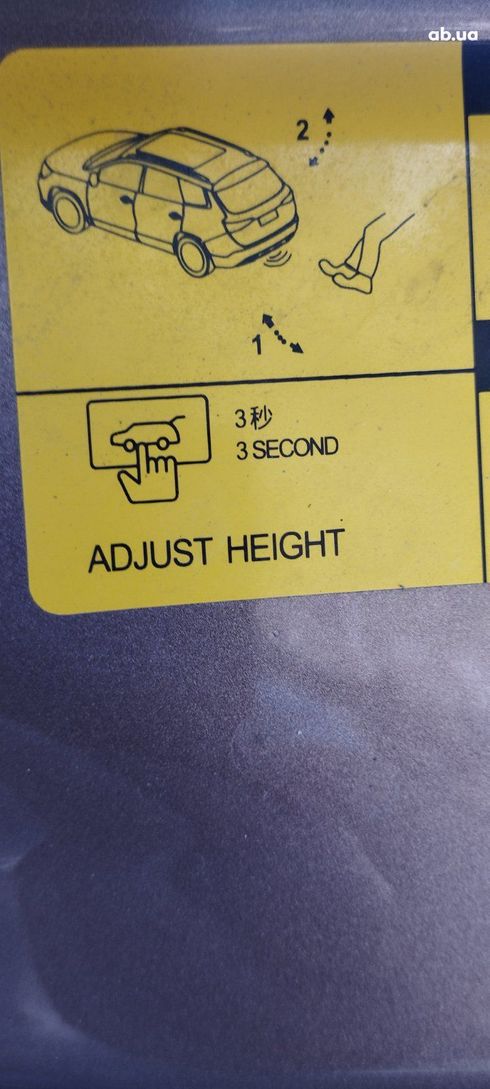 ab.ua
2
1
3秒
3 SECOND
ADJUST HEIGHT